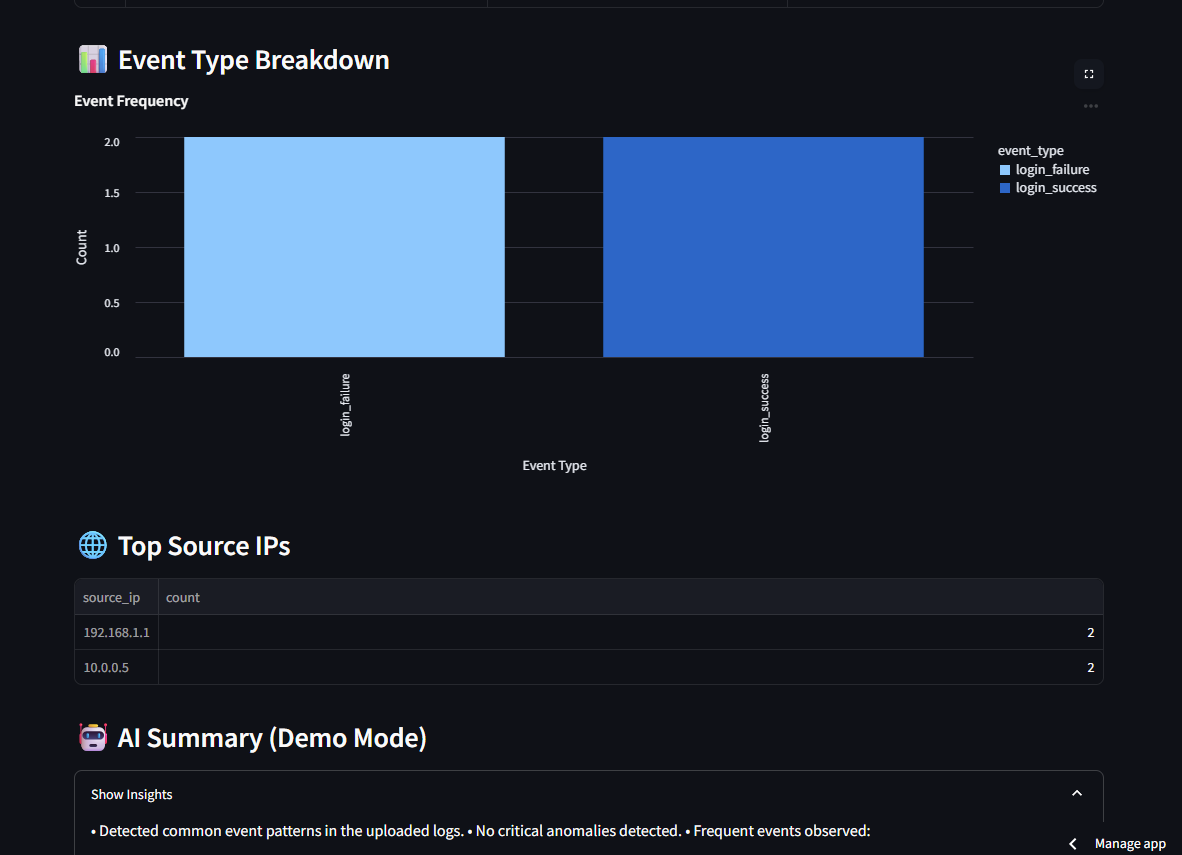 Event Type Breakdown
Event Frequency
2.0
1.5
1.0
0.5
0.0
Count
login_failure
login_success
Event Type
event_type
login_failure
login_success
Top Source IPs
source_ip count
192.168.1.1 2
10.0.0.5 2
AI Summary (Demo Mode)
Show Insights
• Detected common event patterns in the uploaded logs. • No critical anomalies detected. • Frequent events observed:
Manage app